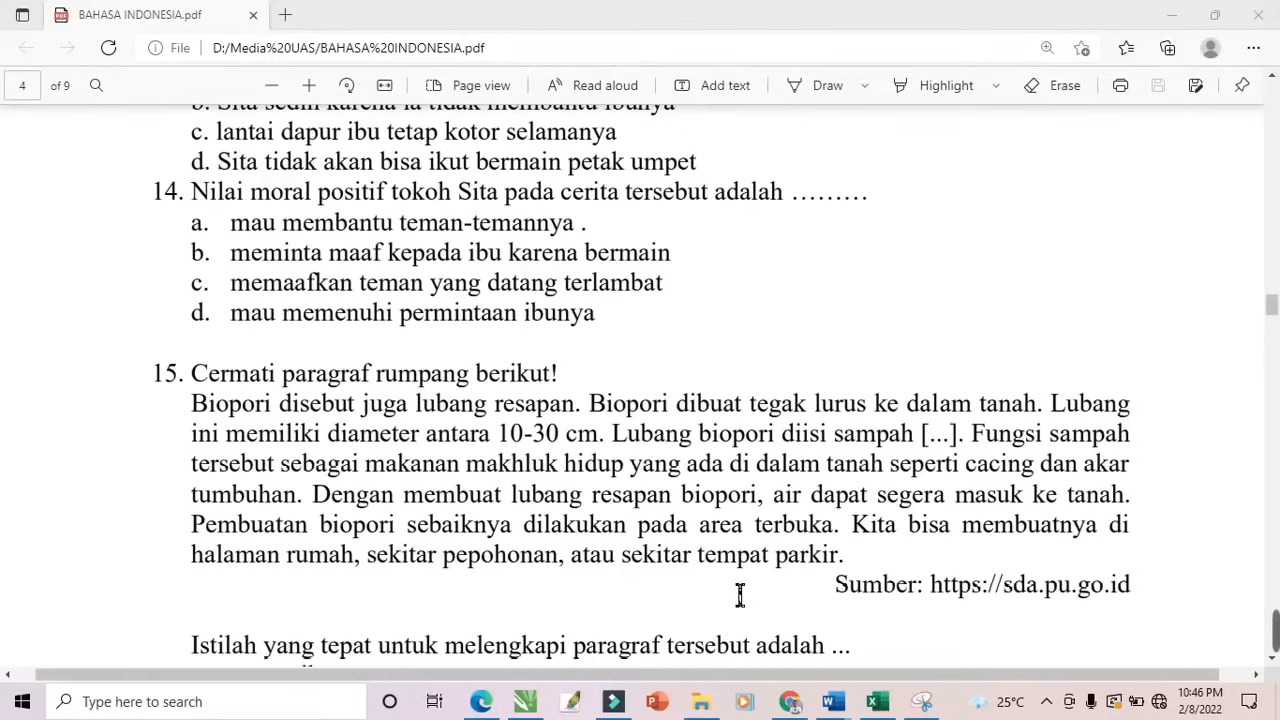 BAHASA INDONESIA.pdf
File
D:/Media%20UAS/BAHASA%20INDONESIA.pdf
4 of 9
Page view
Read aloud
Add text
Draw
Highlight
Erase
b. Sita sedih karena ia tidak membantu ibunya
c. lantai dapur ibu tetap kotor selamanya
d. Sita tidak akan bisa ikut bermain petak umpet
14. Nilai moral positif tokoh Sita pada cerita tersebut adalah ………
a. mau membantu teman-temannya .
b. meminta maaf kepada ibu karena bermain
c. memaafkan teman yang datang terlambat
d. mau memenuhi permintaan ibunya
15. Cermati paragraf rumpang berikut!
Biopori disebut juga lubang resapan. Biopori dibuat tegak lurus ke dalam tanah. Lubang
ini memiliki diameter antara 10-30 cm. Lubang biopori diisi sampah [...]. Fungsi sampah
tersebut sebagai makanan makhluk hidup yang ada di dalam tanah seperti cacing dan akar
tumbuhan. Dengan membuat lubang resapan biopori, air dapat segera masuk ke tanah.
Pembuatan biopori sebaiknya dilakukan pada area terbuka. Kita bisa membuatnya di
halaman rumah, sekitar pepohonan, atau sekitar tempat parkir.
Sumber: https://sda.pu.go.id
Istilah yang tepat untuk melengkapi paragraf tersebut adalah ...
Type here to search
25°C
10:46 PM
2/8/2022